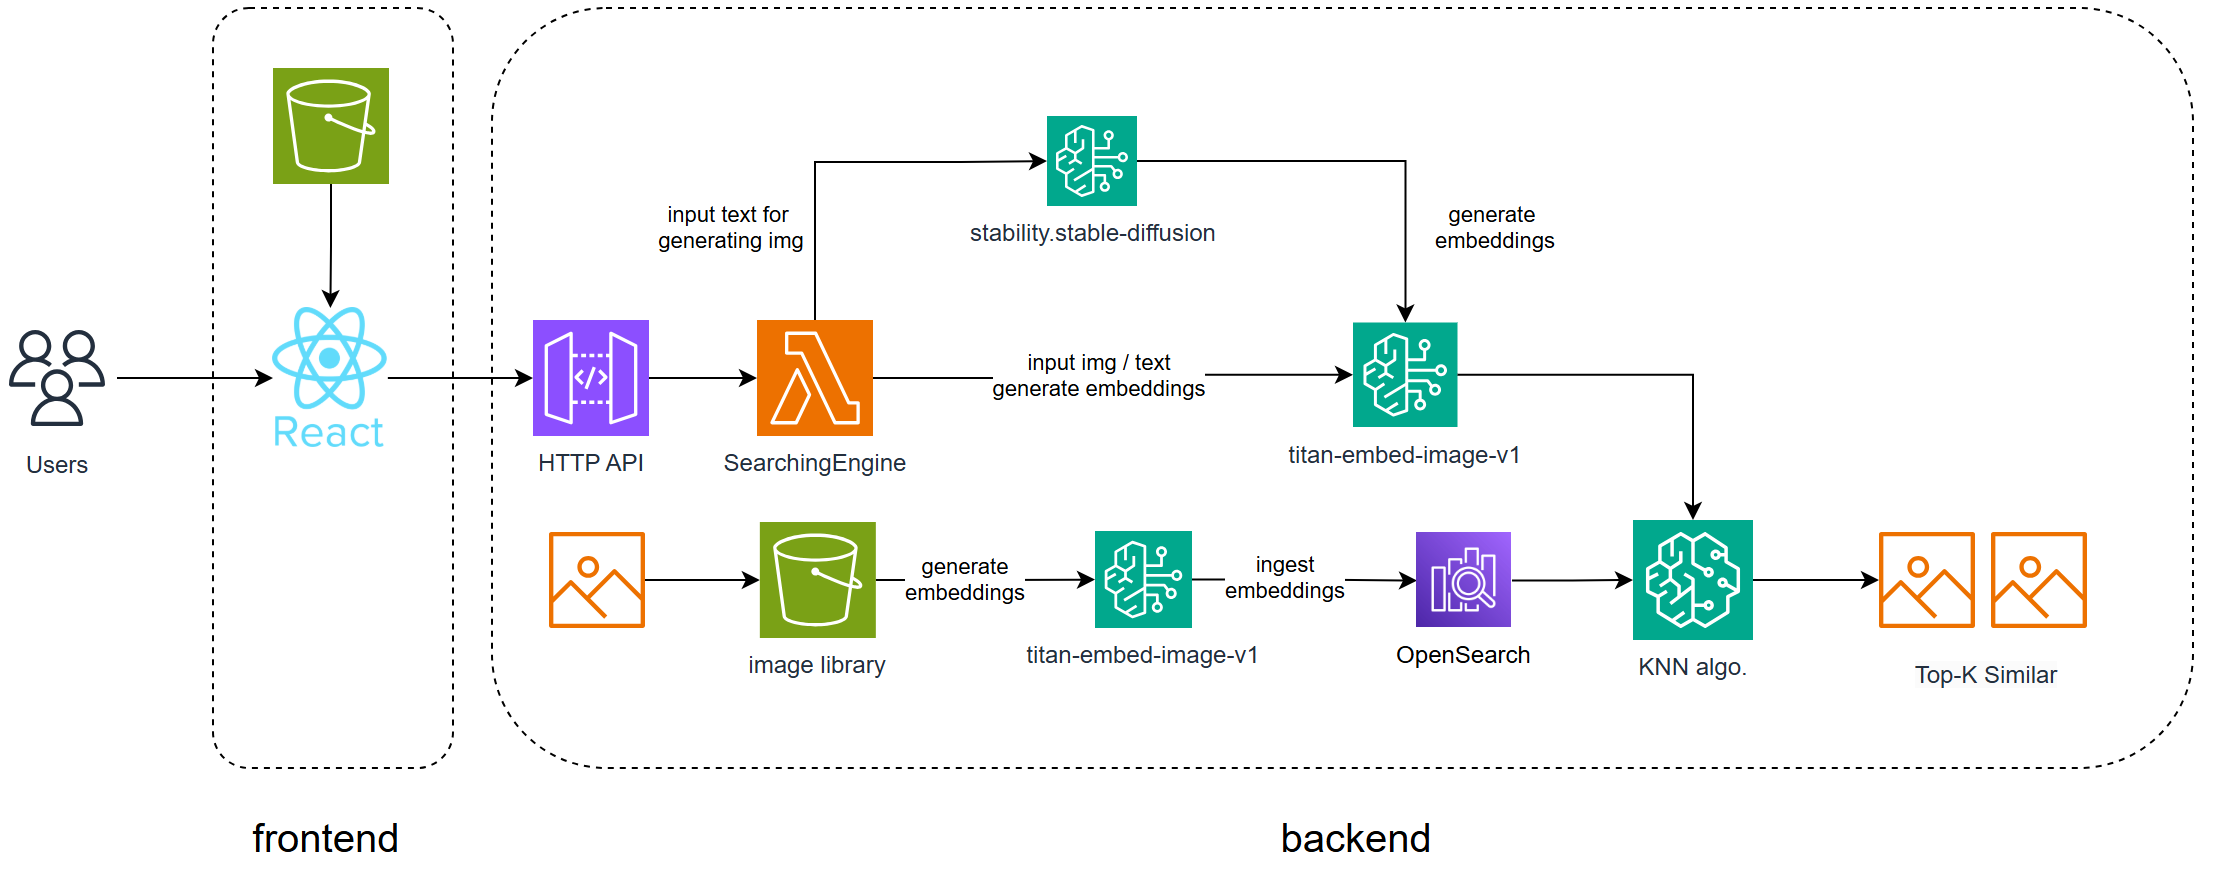 input text for
generating img
stability.stable-diffusion
generate
embeddings
React
Users
HTTP API
SearchingEngine
input img / text
generate embeddings
titan-embed-image-v1
image library
generate
embeddings
titan-embed-image-v1
ingest
embeddings
OpenSearch
KNN algo.
Top-K Similar
frontend
backend